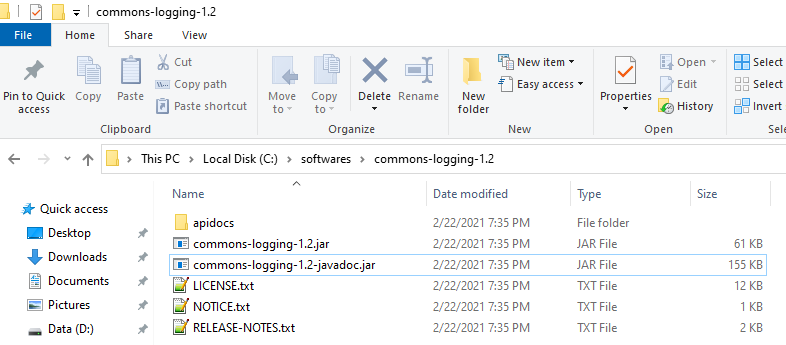 commons-logging-1.2
File Home Share View
Pin to Quick access
Copy
Paste
Cut
Copy path
Paste shortcut
Clipboard
Move to
Copy to
Delete
Rename
Organize
New folder
New item
Easy access
New
Properties
Open
Edit
History
Open
Select
Select
Invert
Sel
This PC > Local Disk (C:) > softwares > commons-logging-1.2
Name Date modified Type Size
Quick access
Desktop
Downloads
Documents
Pictures
Data (D:)
apidocs 2/22/2021 7:35 PM File folder
commons-logging-1.2.jar 2/22/2021 7:35 PM JAR File 61 KB
commons-logging-1.2-javadoc.jar 2/22/2021 7:35 PM JAR File 155 KB
LICENSE.txt 2/22/2021 7:35 PM TXT File 12 KB
NOTICE.txt 2/22/2021 7:35 PM TXT File 1 KB
RELEASE-NOTES.txt 2/22/2021 7:35 PM TXT File 2 KB